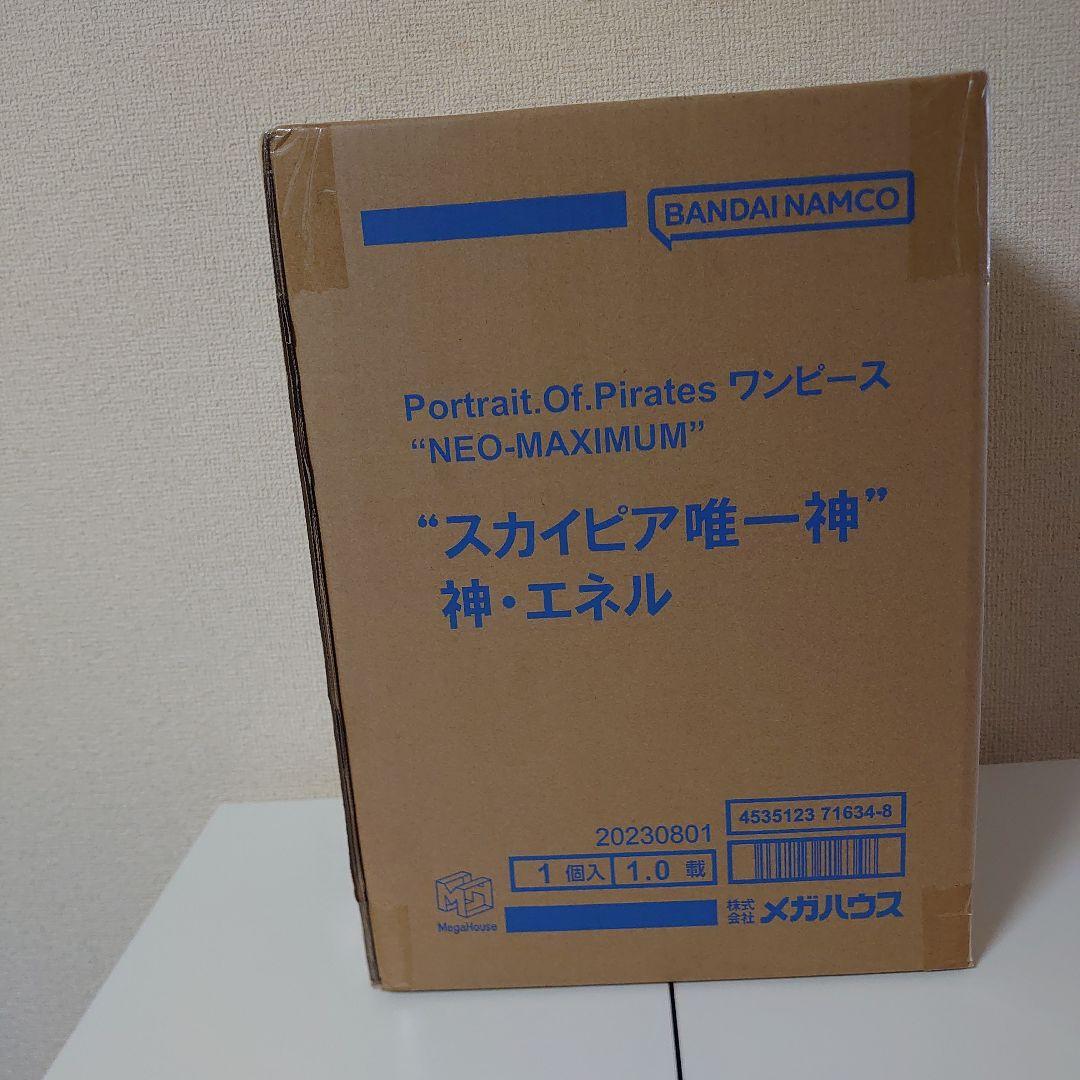 BANDAI NAMCO
Portrait.Of.Pirates ワンピース
“NEO-MAXIMUM”
“スカイピア唯一神”
神・エネル
4535123 71634-8
20230801
1 個入 1.0 載
MegaHouse
株式会社 メガハウス